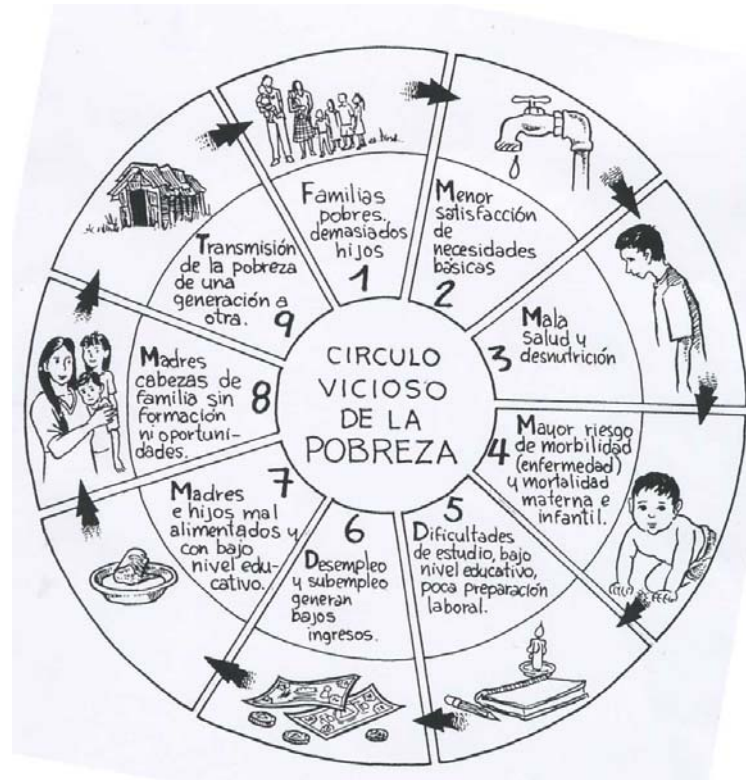 CIRCULO
VICIOSO
DE LA
POBREZA
Familias
pobres,
demasiados
hijos
1
Menor
satisfacción
de
necesidades
básicas
2
3
Mala
salud y
desnutrición
4
Mayor riesgo
de morbilidad
(enfermedad)
y mortalidad
materna e
infantil.
5
Dificultades
de estudio, bajo
nivel educativo,
poca preparación
laboral.
6
Desempleo
y subempleo
generan
bajos
ingresos.
7
Madres
e hijos mal
alimentados y
con bajo
nivel edu-
cativo.
8
Madres
cabezas de
familia sin
formación
ni oportuni-
dades.
Transmisión
de la pobreza
de una
generación a
otra.
9